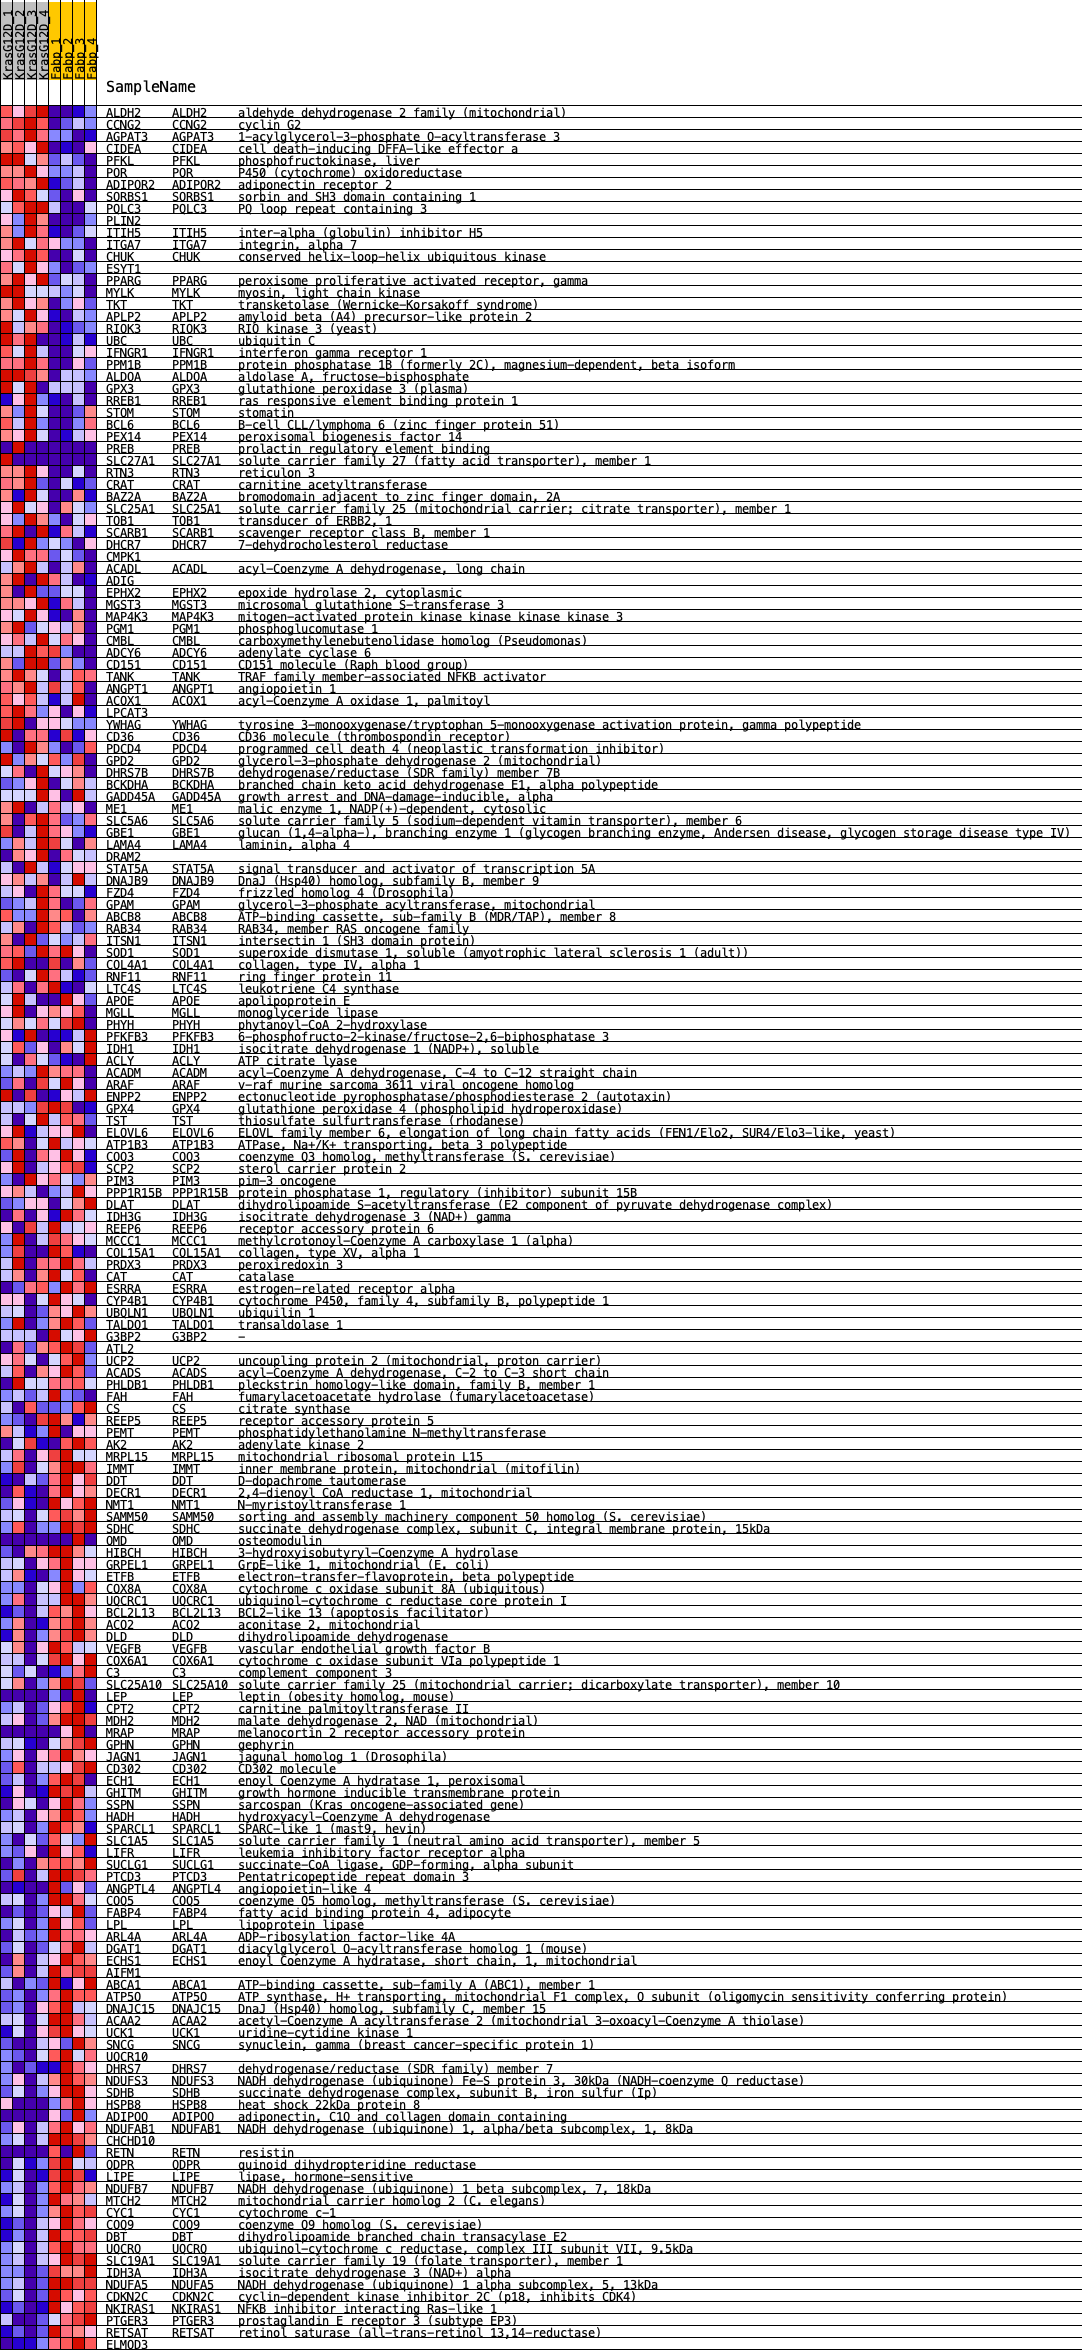 KrasG12D_1
KrasG12D_2
KrasG12D_3
KrasG12D_4
Fabp_1
Fabp_2
Fabp_3
Fabp_4
SampleName
ALDH2 ALDH2 aldehyde dehydrogenase 2 family (mitochondrial)
CCNG2 CCNG2 cyclin G2
AGPAT3 AGPAT3 1-acylglycerol-3-phosphate O-acyltransferase 3
CIDEA CIDEA cell death-inducing DFFA-like effector a
PFKL PFKL phosphofructokinase, liver
POR POR P450 (cytochrome) oxidoreductase
ADIPOR2 ADIPOR2 adiponectin receptor 2
SORBS1 SORBS1 sorbin and SH3 domain containing 1
PQLC3 PQLC3 PQ loop repeat containing 3
PLIN2
ITIH5 ITIH5 inter-alpha (globulin) inhibitor H5
ITGA7 ITGA7 integrin, alpha 7
CHUK CHUK conserved helix-loop-helix ubiquitous kinase
ESYT1
PPARG PPARG peroxisome proliferative activated receptor, gamma
MYLK MYLK myosin, light chain kinase
TKT TKT transketolase (Wernicke-Korsakoff syndrome)
APLP2 APLP2 amyloid beta (A4) precursor-like protein 2
RIOK3 RIOK3 RIO kinase 3 (yeast)
UBC UBC ubiquitin C
IFNGR1 IFNGR1 interferon gamma receptor 1
PPM1B PPM1B protein phosphatase 1B (formerly 2C), magnesium-dependent, beta isoform
ALDOA ALDOA aldolase A, fructose-bisphosphate
GPX3 GPX3 glutathione peroxidase 3 (plasma)
RREB1 RREB1 ras responsive element binding protein 1
STOM STOM stomatin
BCL6 BCL6 B-cell CLL/lymphoma 6 (zinc finger protein 51)
PEX14 PEX14 peroxisomal biogenesis factor 14
PREB PREB prolactin regulatory element binding
SLC27A1 SLC27A1 solute carrier family 27 (fatty acid transporter), member 1
RTN3 RTN3 reticulon 3
CRAT CRAT carnitine acetyltransferase
BAZ2A BAZ2A bromodomain adjacent to zinc finger domain, 2A
SLC25A1 SLC25A1 solute carrier family 25 (mitochondrial carrier; citrate transporter), member 1
TOB1 TOB1 transducer of ERBB2, 1
SCARB1 SCARB1 scavenger receptor class B, member 1
DHCR7 DHCR7 7-dehydrocholesterol reductase
CMPK1
ACADL ACADL acyl-Coenzyme A dehydrogenase, long chain
ADIG
EPHX2 EPHX2 epoxide hydrolase 2, cytoplasmic
MGST3 MGST3 microsomal glutathione S-transferase 3
MAP4K3 MAP4K3 mitogen-activated protein kinase kinase kinase kinase 3
PGM1 PGM1 phosphoglucomutase 1
CMBL CMBL carboxymethylenebutenolidase homolog (Pseudomonas)
ADCY6 ADCY6 adenylate cyclase 6
CD151 CD151 CD151 molecule (Raph blood group)
TANK TANK TRAF family member-associated NFKB activator
ANGPT1 ANGPT1 angiopoietin 1
ACOX1 ACOX1 acyl-Coenzyme A oxidase 1, palmitoyl
LPCAT3
YWHAG YWHAG tyrosine 3-monooxygenase/tryptophan 5-monooxygenase activation protein, gamma polypeptide
CD36 CD36 CD36 molecule (thrombospondin receptor)
PDCD4 PDCD4 programmed cell death 4 (neoplastic transformation inhibitor)
GPD2 GPD2 glycerol-3-phosphate dehydrogenase 2 (mitochondrial)
DHRS7B DHRS7B dehydrogenase/reductase (SDR family) member 7B
BCKDHA BCKDHA branched chain keto acid dehydrogenase E1, alpha polypeptide
GADD45A GADD45A growth arrest and DNA-damage-inducible, alpha
ME1 ME1 malic enzyme 1, NADP(+)-dependent, cytosolic
SLC5A6 SLC5A6 solute carrier family 5 (sodium-dependent vitamin transporter), member 6
GBE1 GBE1 glucan (1,4-alpha-), branching enzyme 1 (glycogen branching enzyme, Andersen disease, glycogen storage disease type IV)
LAMA4 LAMA4 laminin, alpha 4
DRAM2
STAT5A STAT5A signal transducer and activator of transcription 5A
DNAJB9 DNAJB9 DnaJ (Hsp40) homolog, subfamily B, member 9
FZD4 FZD4 frizzled homolog 4 (Drosophila)
GPAM GPAM glycerol-3-phosphate acyltransferase, mitochondrial
ABCB8 ABCB8 ATP-binding cassette, sub-family B (MDR/TAP), member 8
RAB34 RAB34 RAB34, member RAS oncogene family
ITSN1 ITSN1 intersectin 1 (SH3 domain protein)
SOD1 SOD1 superoxide dismutase 1, soluble (amyotrophic lateral sclerosis 1 (adult))
COL4A1 COL4A1 collagen, type IV, alpha 1
RNF11 RNF11 ring finger protein 11
LTC4S LTC4S leukotriene C4 synthase
APOE APOE apolipoprotein E
MGLL MGLL monoglyceride lipase
PHYH PHYH phytanoyl-CoA 2-hydroxylase
PFKFB3 PFKFB3 6-phosphofructo-2-kinase/fructose-2,6-biphosphatase 3
IDH1 IDH1 isocitrate dehydrogenase 1 (NADP+), soluble
ACLY ACLY ATP citrate lyase
ACADM ACADM acyl-Coenzyme A dehydrogenase, C-4 to C-12 straight chain
ARAF ARAF v-raf murine sarcoma 3611 viral oncogene homolog
ENPP2 ENPP2 ectonucleotide pyrophosphatase/phosphodiesterase 2 (autotaxin)
GPX4 GPX4 glutathione peroxidase 4 (phospholipid hydroperoxidase)
TST TST thiosulfate sulfurtransferase (rhodanese)
ELOVL6 ELOVL6 ELOVL family member 6, elongation of long chain fatty acids (FEN1/Elo2, SUR4/Elo3-like, yeast)
ATP1B3 ATP1B3 ATPase, Na+/K+ transporting, beta 3 polypeptide
COQ3 COQ3 coenzyme Q3 homolog, methyltransferase (S. cerevisiae)
SCP2 SCP2 sterol carrier protein 2
PIM3 PIM3 pim-3 oncogene
PPP1R15B PPP1R15B protein phosphatase 1, regulatory (inhibitor) subunit 15B
DLAT DLAT dihydrolipoamide S-acetyltransferase (E2 component of pyruvate dehydrogenase complex)
IDH3G IDH3G isocitrate dehydrogenase 3 (NAD+) gamma
REEP6 REEP6 receptor accessory protein 6
MCCC1 MCCC1 methylcrotonoyl-Coenzyme A carboxylase 1 (alpha)
COL15A1 COL15A1 collagen, type XV, alpha 1
PRDX3 PRDX3 peroxiredoxin 3
CAT CAT catalase
ESRRA ESRRA estrogen-related receptor alpha
CYP4B1 CYP4B1 cytochrome P450, family 4, subfamily B, polypeptide 1
UBQLN1 UBQLN1 ubiquilin 1
TALDO1 TALDO1 transaldolase 1
G3BP2 G3BP2 -
ATL2
UCP2 UCP2 uncoupling protein 2 (mitochondrial, proton carrier)
ACADS ACADS acyl-Coenzyme A dehydrogenase, C-2 to C-3 short chain
PHLDB1 PHLDB1 pleckstrin homology-like domain, family B, member 1
FAH FAH fumarylacetoacetate hydrolase (fumarylacetoacetase)
CS CS citrate synthase
REEP5 REEP5 receptor accessory protein 5
PEMT PEMT phosphatidylethanolamine N-methyltransferase
AK2 AK2 adenylate kinase 2
MRPL15 MRPL15 mitochondrial ribosomal protein L15
IMMT IMMT inner membrane protein, mitochondrial (mitofilin)
DDT DDT D-dopachrome tautomerase
DECR1 DECR1 2,4-dienoyl CoA reductase 1, mitochondrial
NMT1 NMT1 N-myristoyltransferase 1
SAMM50 SAMM50 sorting and assembly machinery component 50 homolog (S. cerevisiae)
SDHC SDHC succinate dehydrogenase complex, subunit C, integral membrane protein, 15kDa
OMD OMD osteomodulin
HIBCH HIBCH 3-hydroxyisobutyryl-Coenzyme A hydrolase
GRPEL1 GRPEL1 GrpE-like 1, mitochondrial (E. coli)
ETFB ETFB electron-transfer-flavoprotein, beta polypeptide
COX8A COX8A cytochrome c oxidase subunit 8A (ubiquitous)
UQCRC1 UQCRC1 ubiquinol-cytochrome c reductase core protein I
BCL2L13 BCL2L13 BCL2-like 13 (apoptosis facilitator)
ACO2 ACO2 aconitase 2, mitochondrial
DLD DLD dihydrolipoamide dehydrogenase
VEGFB VEGFB vascular endothelial growth factor B
COX6A1 COX6A1 cytochrome c oxidase subunit VIa polypeptide 1
C3 C3 complement component 3
SLC25A10 SLC25A10 solute carrier family 25 (mitochondrial carrier; dicarboxylate transporter), member 10
LEP LEP leptin (obesity homolog, mouse)
CPT2 CPT2 carnitine palmitoyltransferase II
MDH2 MDH2 malate dehydrogenase 2, NAD (mitochondrial)
MRAP MRAP melanocortin 2 receptor accessory protein
GPHN GPHN gephyrin
JAGN1 JAGN1 jagunal homolog 1 (Drosophila)
CD302 CD302 CD302 molecule
ECH1 ECH1 enoyl Coenzyme A hydratase 1, peroxisomal
GHITM GHITM growth hormone inducible transmembrane protein
SSPN SSPN sarcospan (Kras oncogene-associated gene)
HADH HADH hydroxyacyl-Coenzyme A dehydrogenase
SPARCL1 SPARCL1 SPARC-like 1 (mast9, hevin)
SLC1A5 SLC1A5 solute carrier family 1 (neutral amino acid transporter), member 5
LIFR LIFR leukemia inhibitory factor receptor alpha
SUCLG1 SUCLG1 succinate-CoA ligase, GDP-forming, alpha subunit
PTCD3 PTCD3 Pentatricopeptide repeat domain 3
ANGPTL4 ANGPTL4 angiopoietin-like 4
COQ5 COQ5 coenzyme Q5 homolog, methyltransferase (S. cerevisiae)
FABP4 FABP4 fatty acid binding protein 4, adipocyte
LPL LPL lipoprotein lipase
ARL4A ARL4A ADP-ribosylation factor-like 4A
DGAT1 DGAT1 diacylglycerol O-acyltransferase homolog 1 (mouse)
ECHS1 ECHS1 enoyl Coenzyme A hydratase, short chain, 1, mitochondrial
AIFM1
ABCA1 ABCA1 ATP-binding cassette, sub-family A (ABC1), member 1
ATP5O ATP5O ATP synthase, H+ transporting, mitochondrial F1 complex, O subunit (oligomycin sensitivity conferring protein)
DNAJC15 DNAJC15 DnaJ (Hsp40) homolog, subfamily C, member 15
ACAA2 ACAA2 acetyl-Coenzyme A acyltransferase 2 (mitochondrial 3-oxoacyl-Coenzyme A thiolase)
UCK1 UCK1 uridine-cytidine kinase 1
SNCG SNCG synuclein, gamma (breast cancer-specific protein 1)
UQCR10
DHRS7 DHRS7 dehydrogenase/reductase (SDR family) member 7
NDUFS3 NDUFS3 NADH dehydrogenase (ubiquinone) Fe-S protein 3, 30kDa (NADH-coenzyme Q reductase)
SDHB SDHB succinate dehydrogenase complex, subunit B, iron sulfur (Ip)
HSPB8 HSPB8 heat shock 22kDa protein 8
ADIPOQ ADIPOQ adiponectin, C1Q and collagen domain containing
NDUFAB1 NDUFAB1 NADH dehydrogenase (ubiquinone) 1, alpha/beta subcomplex, 1, 8kDa
CHCHD10
RETN RETN resistin
QDPR QDPR quinoid dihydropteridine reductase
LIPE LIPE lipase, hormone-sensitive
NDUFB7 NDUFB7 NADH dehydrogenase (ubiquinone) 1 beta subcomplex, 7, 18kDa
MTCH2 MTCH2 mitochondrial carrier homolog 2 (C. elegans)
CYC1 CYC1 cytochrome c-1
COQ9 COQ9 coenzyme Q9 homolog (S. cerevisiae)
DBT DBT dihydrolipoamide branched chain transacylase E2
UQCRQ UQCRQ ubiquinol-cytochrome c reductase, complex III subunit VII, 9.5kDa
SLC19A1 SLC19A1 solute carrier family 19 (folate transporter), member 1
IDH3A IDH3A isocitrate dehydrogenase 3 (NAD+) alpha
NDUFA5 NDUFA5 NADH dehydrogenase (ubiquinone) 1 alpha subcomplex, 5, 13kDa
CDKN2C CDKN2C cyclin-dependent kinase inhibitor 2C (p18, inhibits CDK4)
NKIRAS1 NKIRAS1 NFKB inhibitor interacting Ras-like 1
PTGER3 PTGER3 prostaglandin E receptor 3 (subtype EP3)
RETSAT RETSAT retinol saturase (all-trans-retinol 13,14-reductase)
ELMOD3